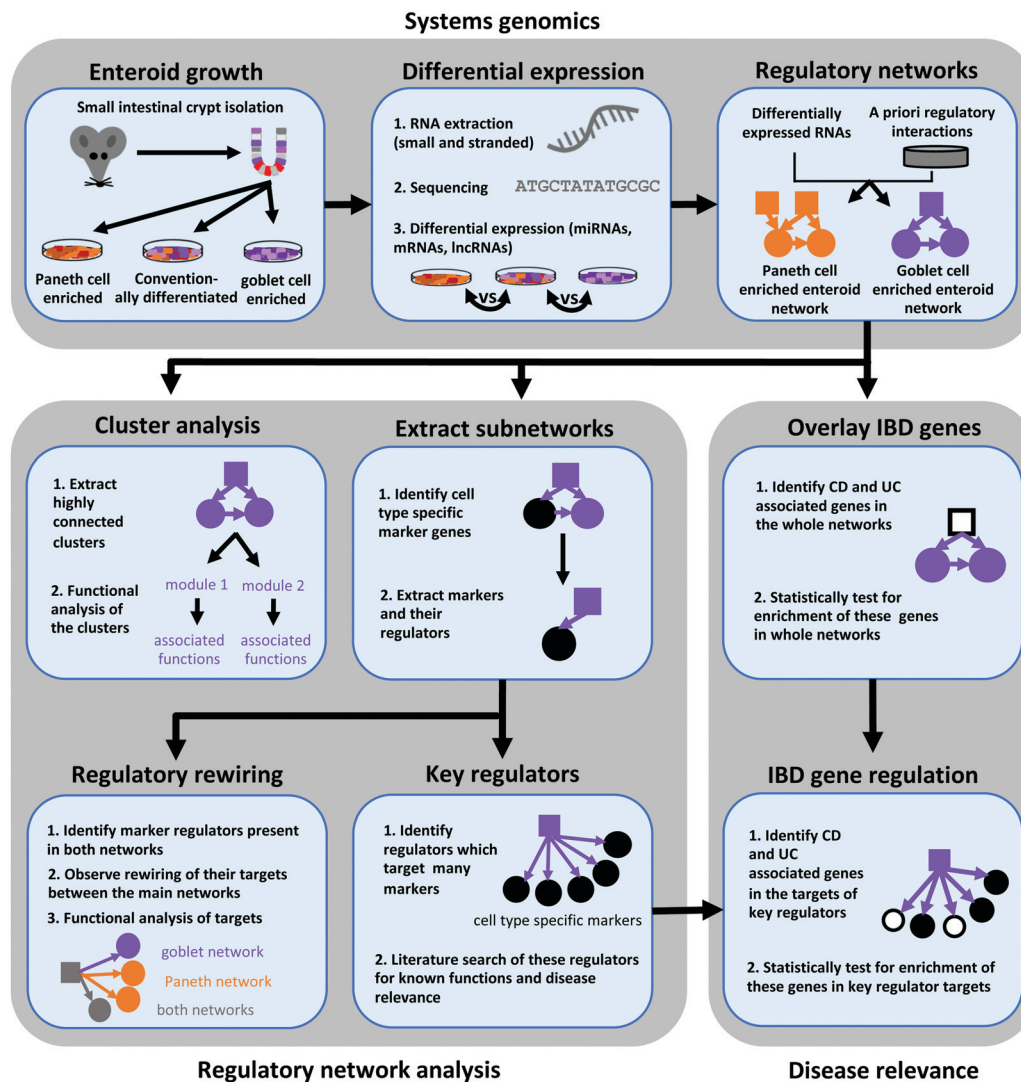 Systems genomics
Enteroid growth
Small intestinal crypt isolation
Paneth cell
enriched
Convention-
ally differentiated
goblet cell
enriched
Differential expression
1. RNA extraction
(small and stranded)
2. Sequencing
ATGCTATATGCGC
3. Differential expression (miRNAs,
mRNAs, lncRNAs)
vs
vs
Regulatory networks
Differentially
expressed RNAs
A priori regulatory
interactions
Paneth cell
enriched enteroid
network
Goblet cell
enriched enteroid
network
Cluster analysis
1. Extract
highly
connected
clusters
2. Functional
analysis of
the clusters
module 1
module 2
associated
functions
associated
functions
Extract subnetworks
1. Identify cell
type specific
marker genes
2. Extract markers
and their
regulators
Overlay IBD genes
1. Identify CD and UC
associated genes in
the whole networks
2. Statistically test for
enrichment of these genes
in whole networks
Regulatory rewiring
1. Identify marker regulators present
in both networks
2. Observe rewiring of their targets
between the main networks
3. Functional analysis of targets
goblet network
Paneth network
both networks
Key regulators
1. Identify
regulators which
target many
markers
cell type specific markers
2. Literature search of these regulators
for known functions and disease
relevance
IBD gene regulation
1. Identify CD
and UC
associated genes
in the targets of
key regulators
2. Statistically test for enrichment of
these genes in key regulator targets
Regulatory network analysis
Disease relevance